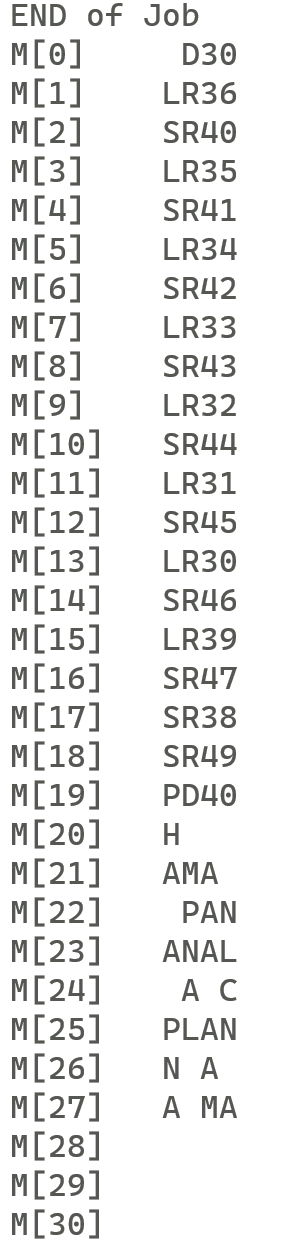 END of Job
M[0]      D30
M[1]     LR36
M[2]     SR40
M[3]     LR35
M[4]     SR41
M[5]     LR34
M[6]     SR42
M[7]     LR33
M[8]     SR43
M[9]     LR32
M[10]    SR44
M[11]    LR31
M[12]    SR45
M[13]    LR30
M[14]    SR46
M[15]    LR39
M[16]    SR47
M[17]    SR38
M[18]    SR49
M[19]    PD40
M[20]    H
M[21]    AMA
M[22]     PAN
M[23]    ANAL
M[24]     A C
M[25]    PLAN
M[26]    N A
M[27]    A MA
M[28]
M[29]
M[30]